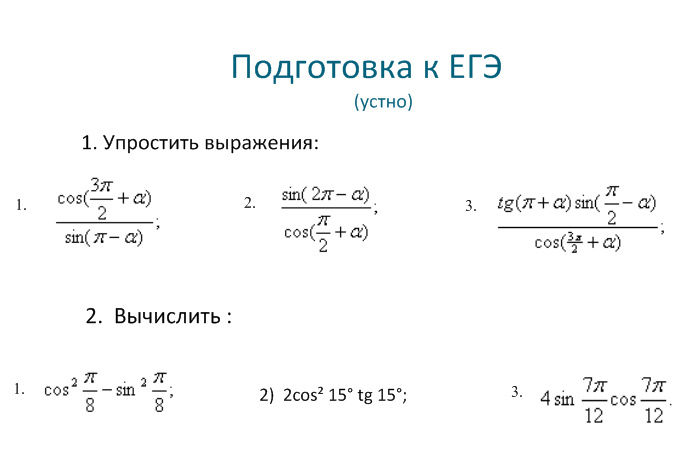 Подготовка к ЕГЭ
(устно)
1. Упростить выражения:
1. cos(3π/2 + α) / sin(π − α);
2. sin(2π − α) / cos(π/2 + α);
3. tg(π + α) sin(π/2 − α) / cos(3π/2 + α);
2. Вычислить :
1. cos² π/8 − sin² π/8;
2) 2cos² 15° tg 15°;
3. 4 sin 7π/12 cos 7π/12.